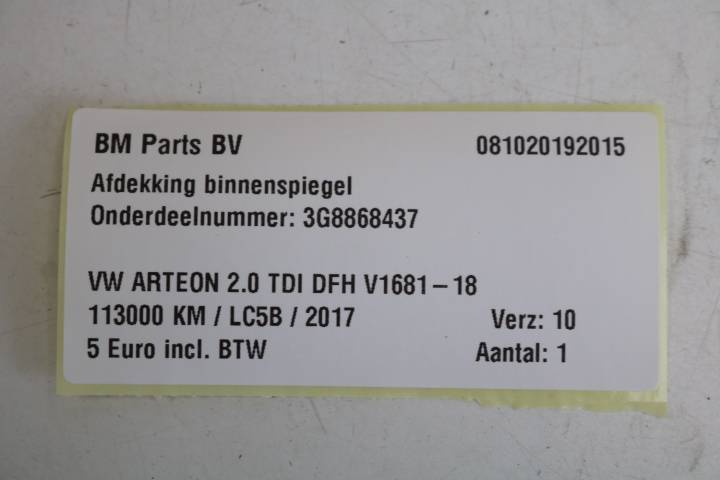 BM Parts BV 081020192015
Afdekking binnenspiegel
Onderdeelnummer: 3G8868437
VW ARTEON 2.0 TDI DFH V1681-18
113000 KM / LC5B / 2017 Verz: 10
5 Euro incl. BTW Aantal: 1